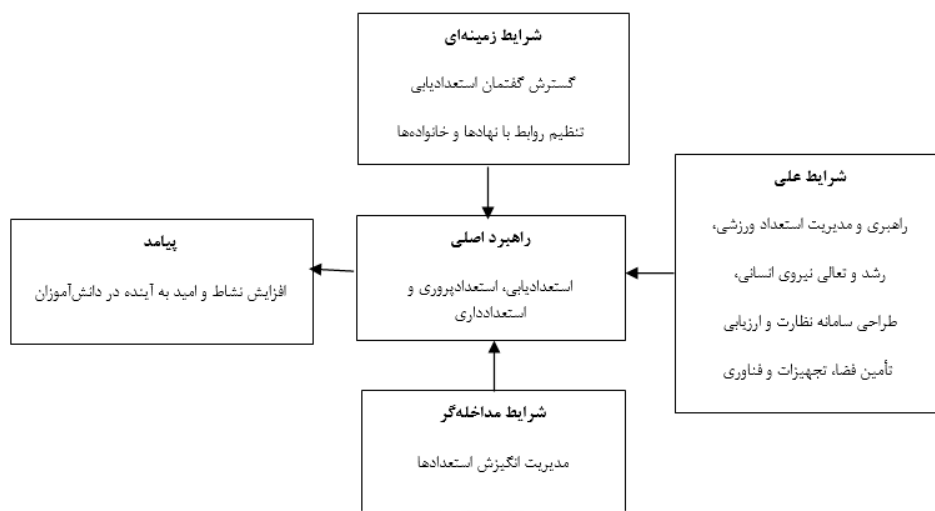 شرایط زمینه‌ای
گسترش گفتمان استعدادیابی
تنظیم روابط با نهادها و خانواده‌ها
شرایط علی
راهبری و مدیریت استعداد ورزشی،
رشد و تعالی نیروی انسانی،
طراحی سامانه نظارت و ارزیابی
تأمین فضا، تجهیزات و فناوری
راهبرد اصلی
استعدادیابی، استعدادپروری و
استعدادداری
پیامد
افزایش نشاط و امید به آینده در دانش‌آموزان
شرایط مداخله‌گر
مدیریت انگیزش استعدادها